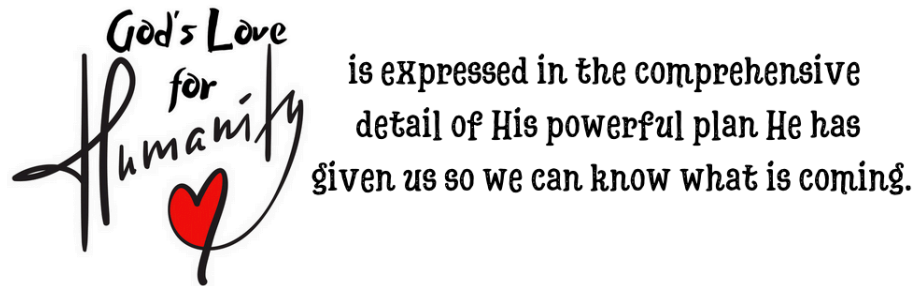 God's Love
for
Humanity
is expressed in the comprehensive
detail of His powerful plan He has
given us so we can know what is coming.